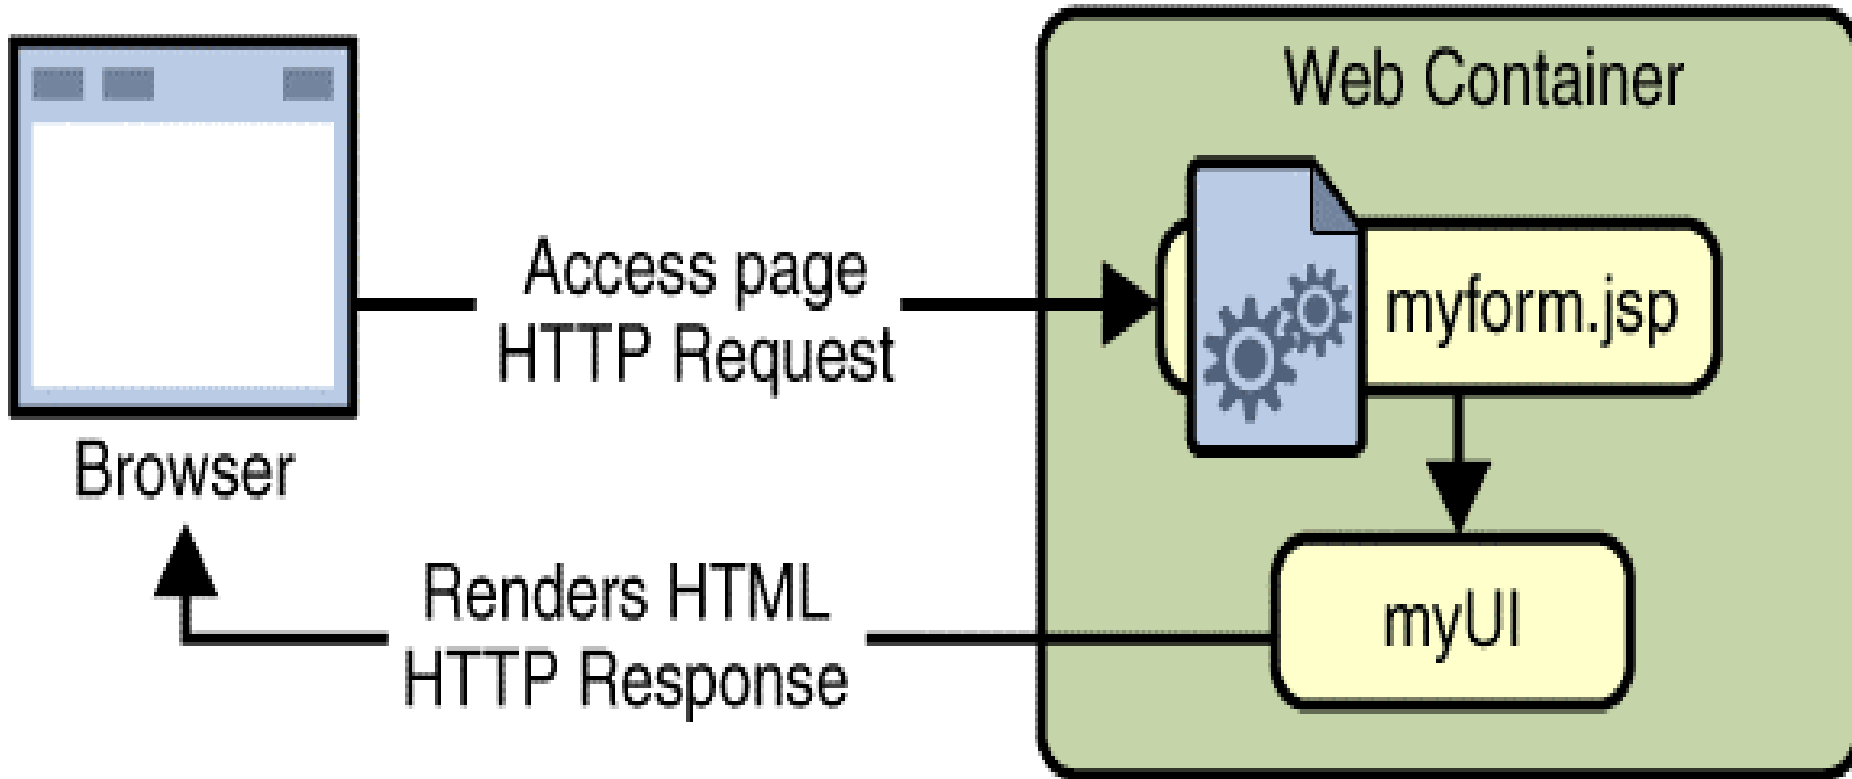 Web Container
Access page
HTTP Request
myform.jsp
Browser
Renders HTML
HTTP Response
myUI